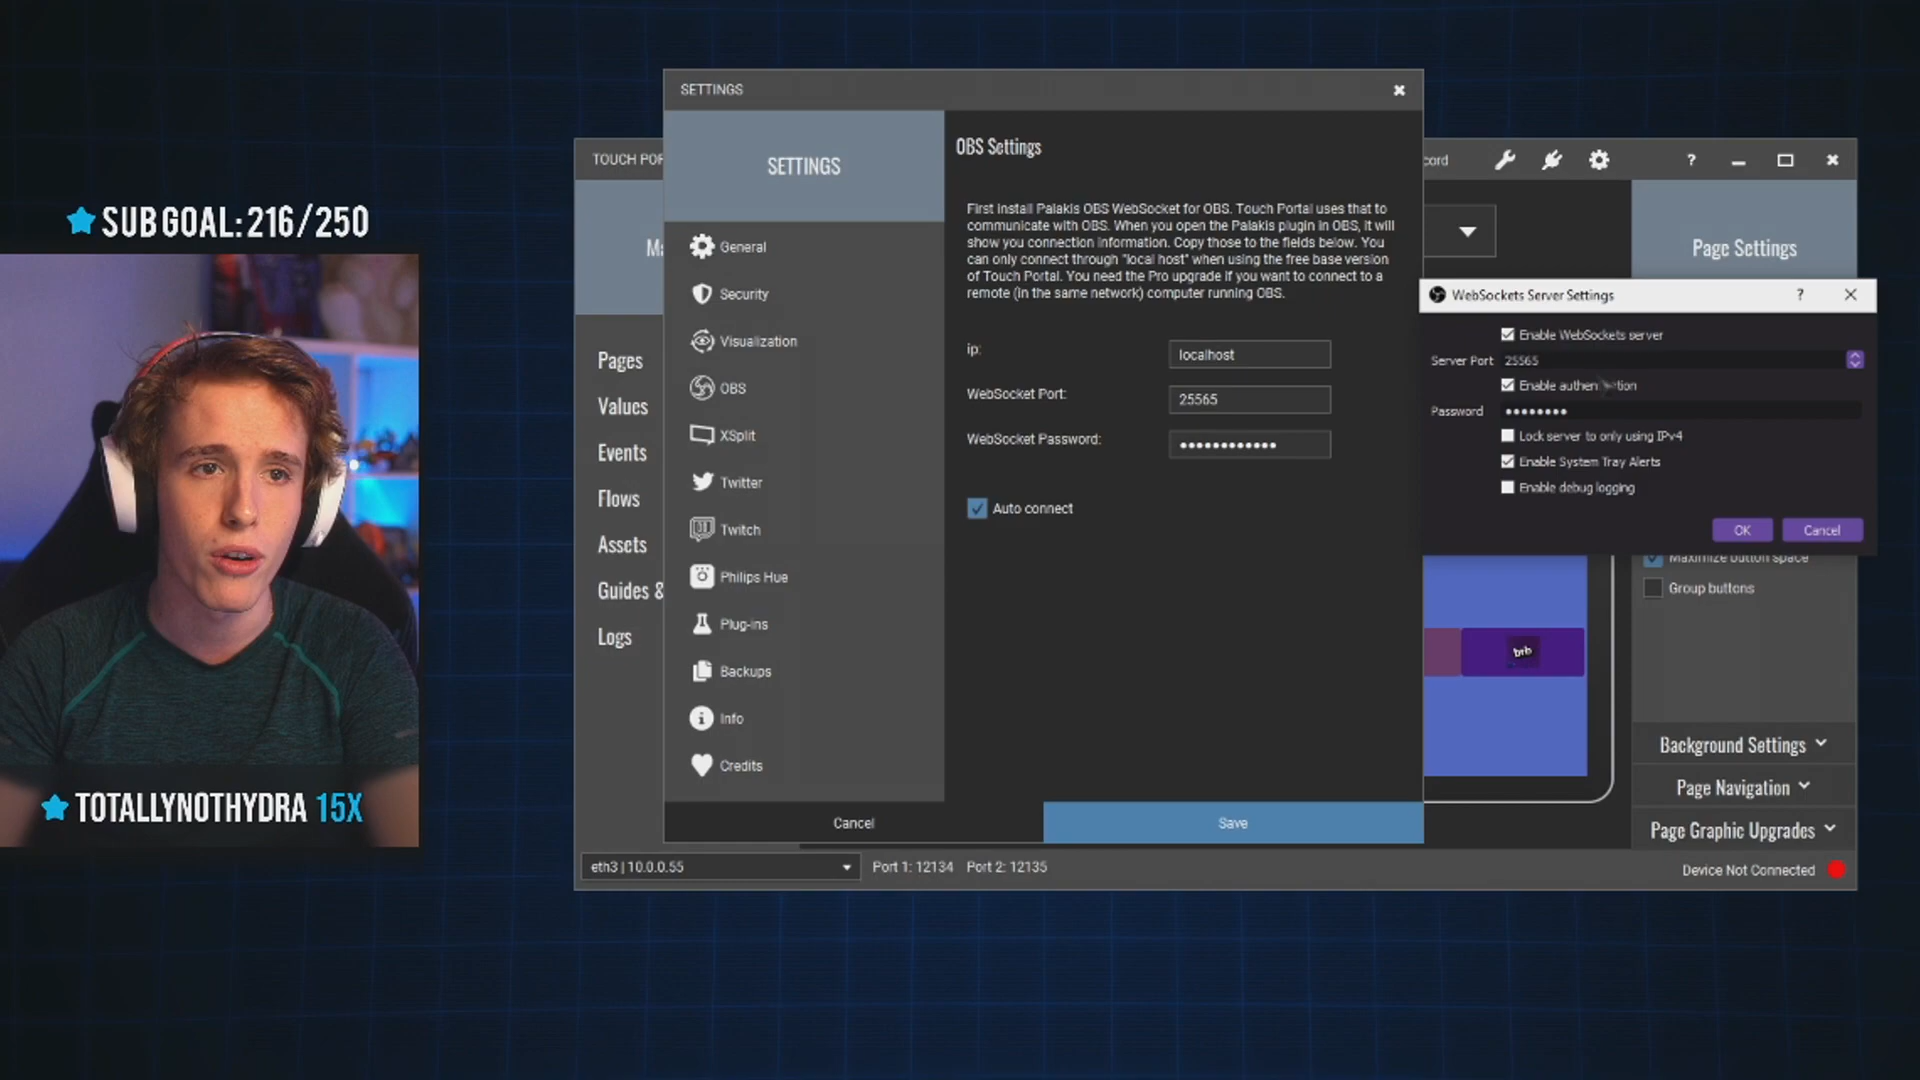 SUB GOAL: 216/250
TOTALLYNOTHYDRA 15X
SETTINGS
SETTINGS
General
Security
Visualization
OBS
XSplit
Twitter
Twitch
Philips Hue
Plug-ins
Backups
Info
Credits
OBS Settings
First install Palakis OBS WebSocket for OBS. Touch Portal uses that to
communicate with OBS. When you open the Palakis plugin in OBS, it will
show you connection information. Copy those to the fields below. You
can only connect through "local host" when using the free base version
of Touch Portal. You need the Pro upgrade if you want to connect to a
remote (in the same network) computer running OBS.
ip:
localhost
WebSocket Port:
25565
WebSocket Password:
Auto connect
Cancel
Save
TOUCH POR
Pages
Values
Events
Flows
Assets
Guides &
Logs
eth3 | 10.0.0.55
Port 1: 12134
Port 2: 12135
cord
?
Page Settings
WebSockets Server Settings
?
Enable WebSockets server
Server Port
25565
Enable authen tion
Password
Lock server to only using IPv4
Enable System Tray Alerts
Enable debug logging
OK
Cancel
Maximize button space
Group buttons
brb
Background Settings
Page Navigation
Page Graphic Upgrades
Device Not Connected